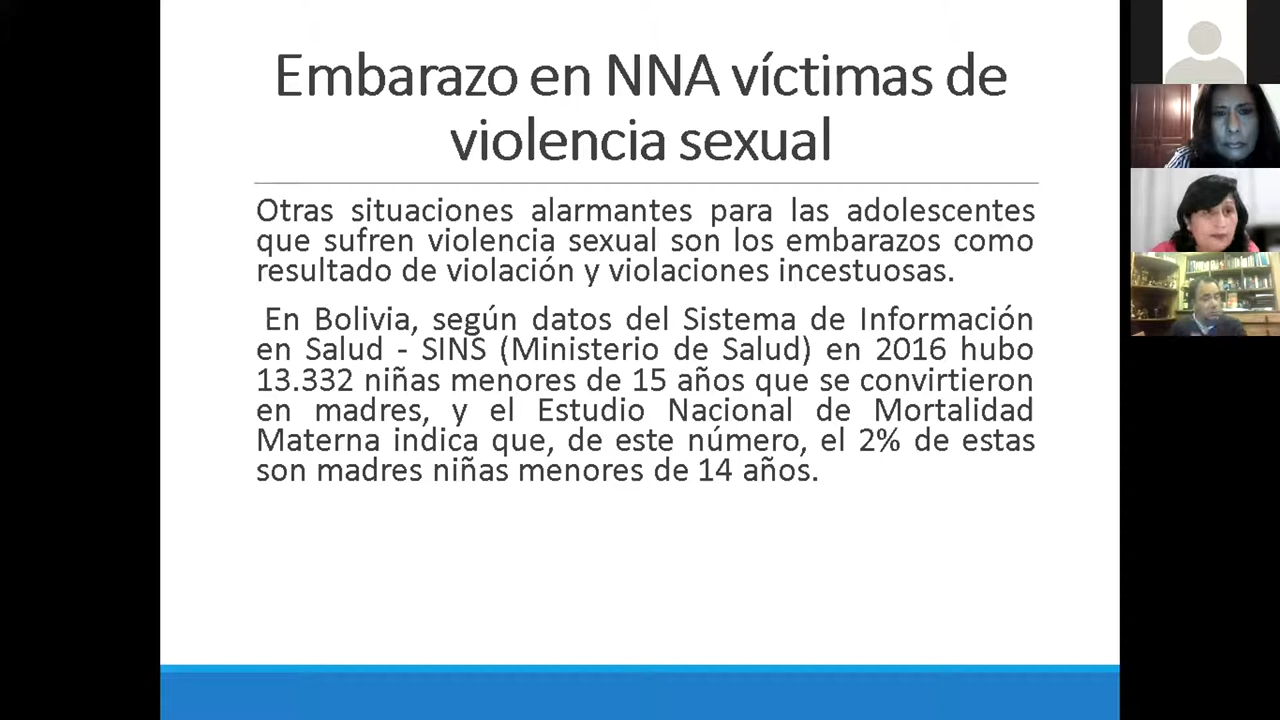 Embarazo en NNA víctimas de
violencia sexual
Otras situaciones alarmantes para las adolescentes
que sufren violencia sexual son los embarazos como
resultado de violación y violaciones incestuosas.
En Bolivia, según datos del Sistema de Información
en Salud - SINS (Ministerio de Salud) en 2016 hubo
13.332 niñas menores de 15 años que se convirtieron
en madres, y el Estudio Nacional de Mortalidad
Materna indica que, de este número, el 2% de estas
son madres niñas menores de 14 años.